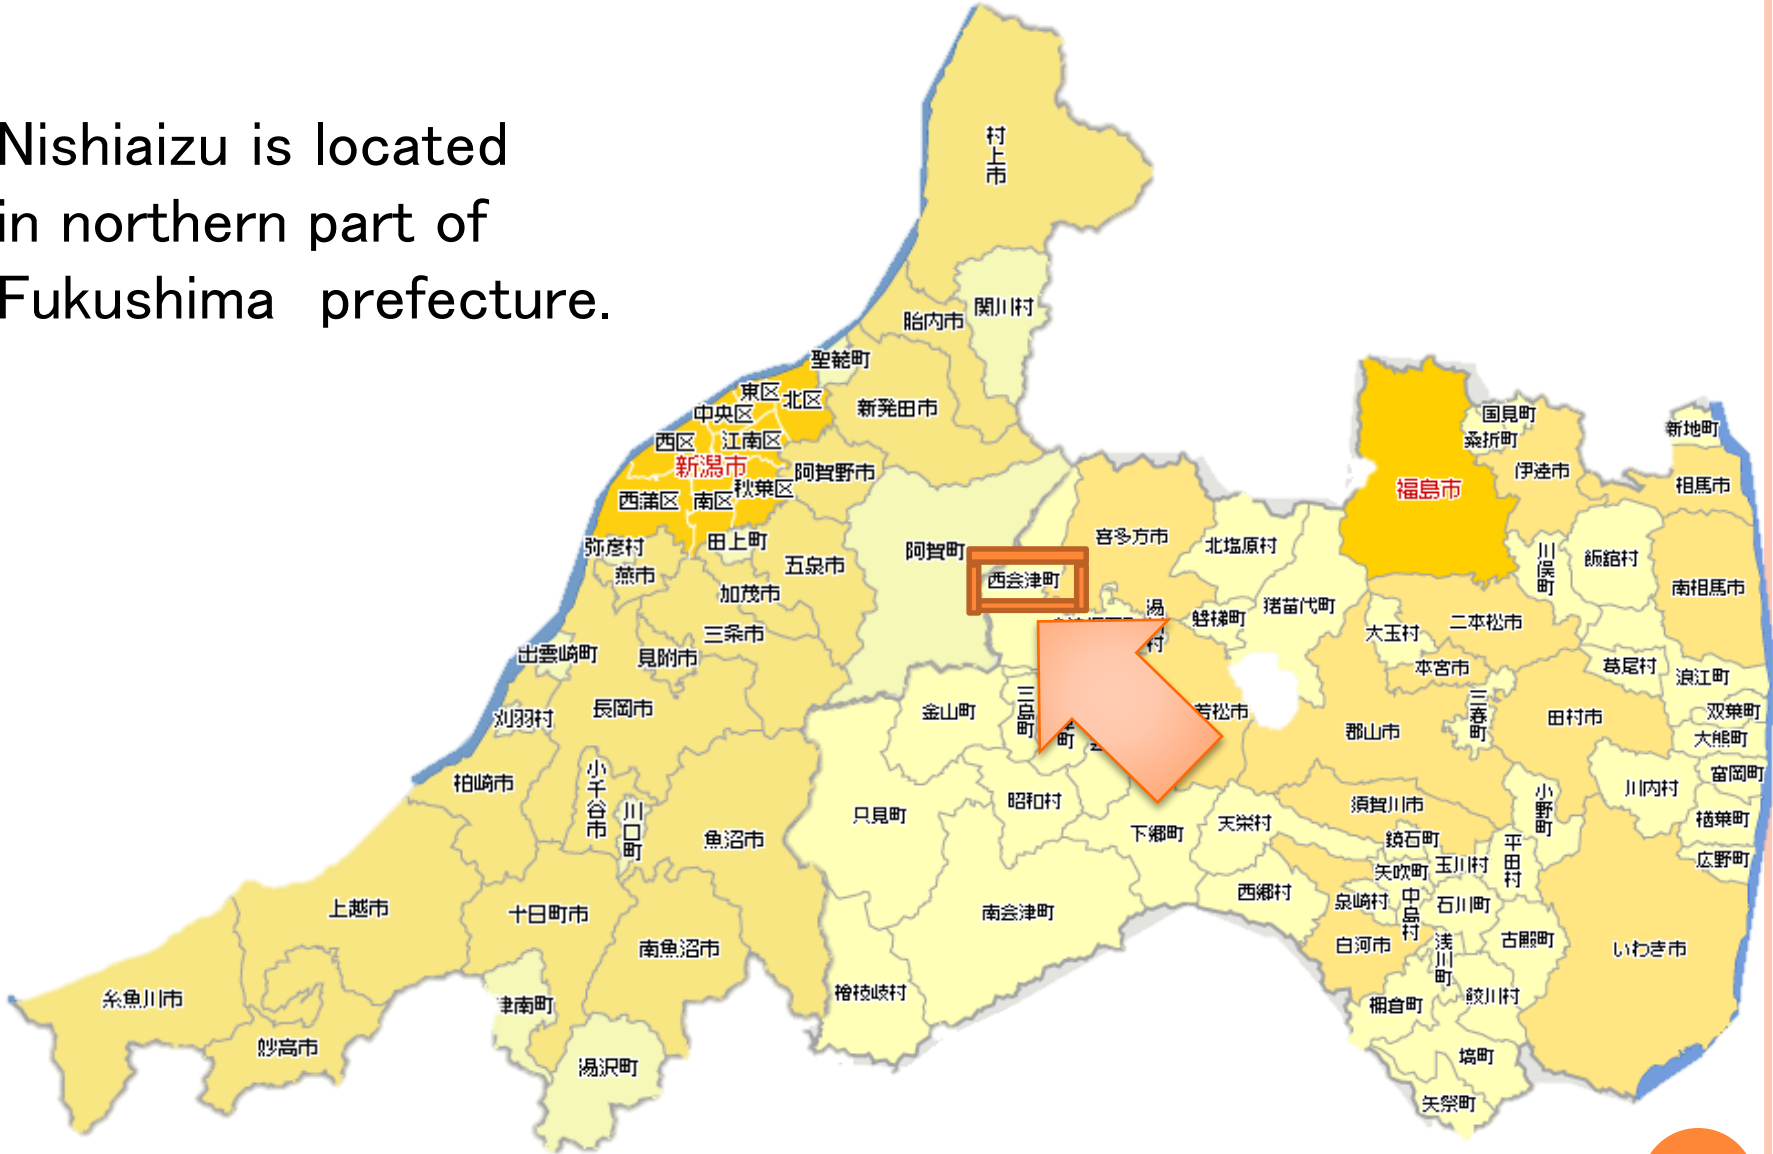 Nishiaizu is located
in northern part of
Fukushima prefecture.
村上市
関川村
胎内市
聖籠町
東区
北区
中央区
新発田市
西区
江南区
新潟市
阿賀野市
秋葉区
西蒲区
南区
国見町
桑折町
新地町
伊達市
相馬市
福島市
喜多方市
北塩原村
川俣町
飯舘村
南相馬市
弥彦村
田上町
阿賀町
五泉市
燕市
西会津町
加茂市
猪苗代町
磐梯町
湯
村
三条市
大玉村
二本松市
出雲崎町
見附市
本宮市
葛尾村
浪江町
刈羽村
長岡市
金山町
三島町
町
若松市
三春町
田村市
双葉町
郡山市
大熊町
富岡町
柏崎市
小千谷市
川口町
魚沼市
只見町
昭和村
下郷町
天栄村
須賀川市
小野町
川内村
楢葉町
鏡石町
平田村
広野町
矢吹町
玉川村
西郷村
泉崎村
中島村
石川町
上越市
十日町市
南魚沼市
南会津町
白河市
浅川町
古殿町
いわき市
糸魚川市
津南町
檜枝岐村
棚倉町
鮫川村
妙高市
湯沢町
塙町
矢祭町